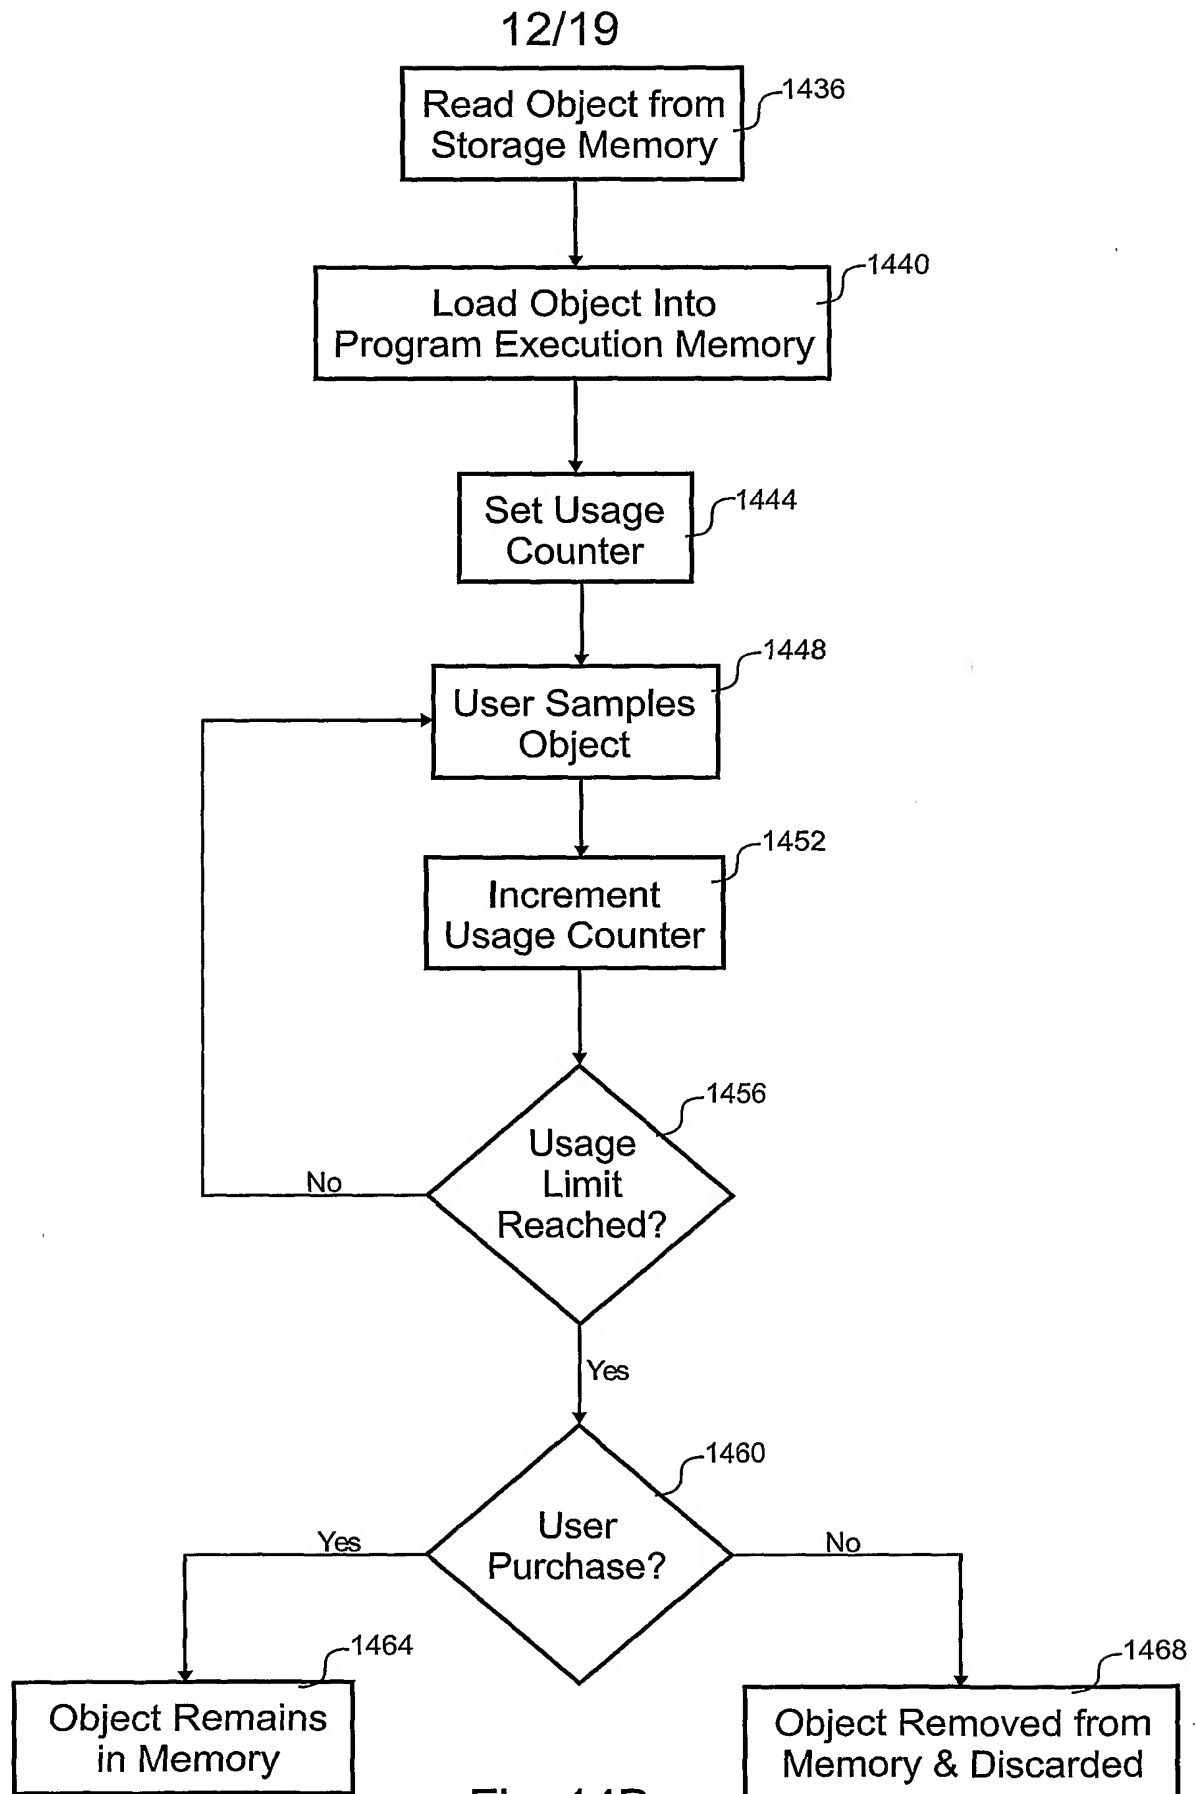 12/19
Read Object from
Storage Memory
1436
Load Object Into
Program Execution Memory
1440
Set Usage
Counter
1444
User Samples
Object
1448
Increment
Usage Counter
1452
Usage
Limit
Reached?
1456
No
Yes
User
Purchase?
1460
Yes
No
Object Remains
in Memory
1464
Object Removed from
Memory & Discarded
1468